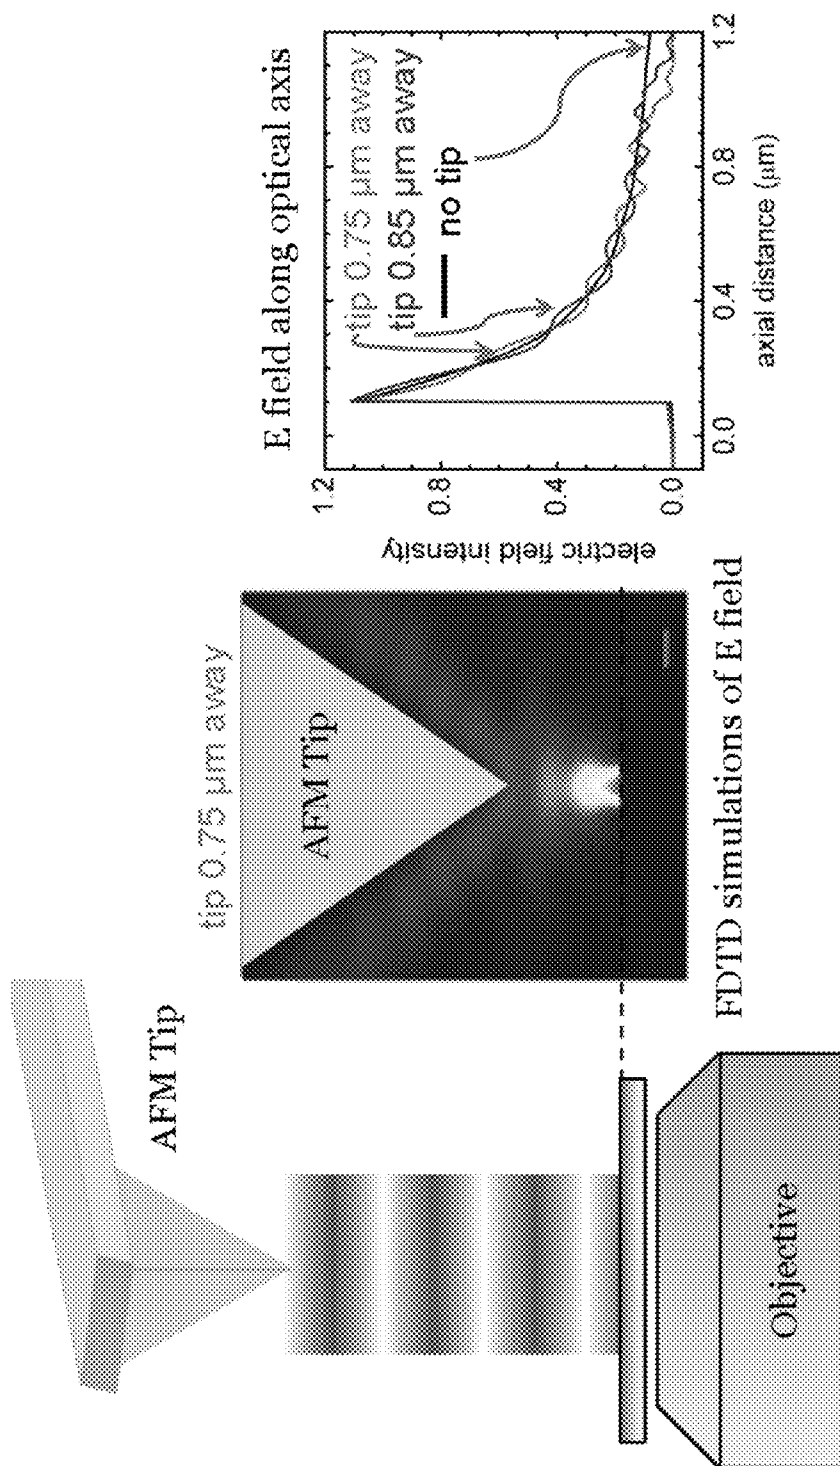 AFM Tip
Objective
tip 0.75 µm away
AFM Tip
FDTD simulations of E field
E field along optical axis
tip 0.75 µm away
tip 0.85 µm away
no tip
electric field intensity
1.2
0.8
0.4
0.0
0.0
0.4
0.8
1.2
axial distance (µm)